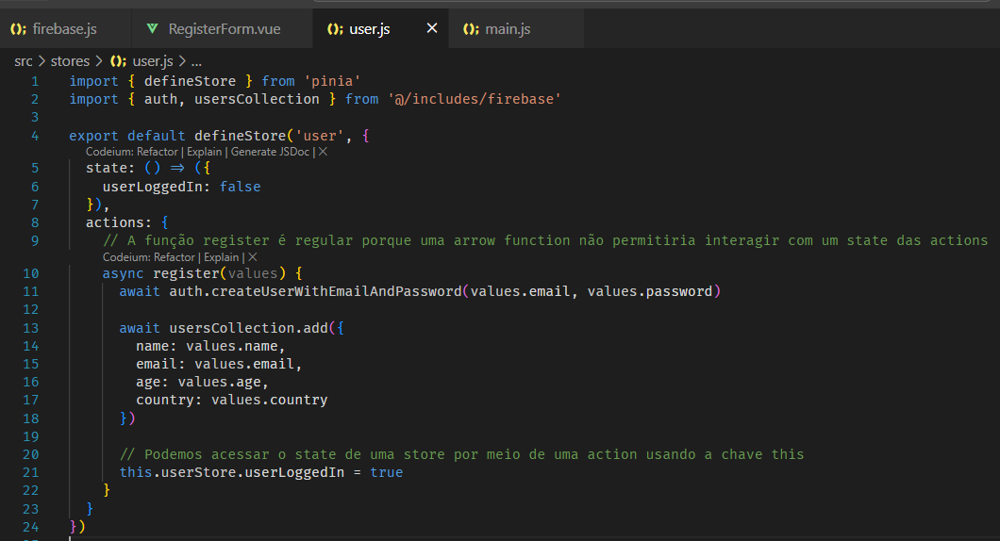 firebase.js RegisterForm.vue user.js × main.js
src > stores > user.js > ...
1 import { defineStore } from 'pinia'
2 import { auth, usersCollection } from '@/includes/firebase'
3
4 export default defineStore('user', {
Codeium: Refactor | Explain | Generate JSDoc | ×
5 state: () => ({
6 userLoggedIn: false
7 }),
8 actions: {
9 // A função register é regular porque uma arrow function não permitiria interagir com um state das actions
Codeium: Refactor | Explain | ×
10 async register(values) {
11 await auth.createUserWithEmailAndPassword(values.email, values.password)
12
13 await usersCollection.add({
14 name: values.name,
15 email: values.email,
16 age: values.age,
17 country: values.country
18 })
19
20 // Podemos acessar o state de uma store por meio de uma action usando a chave this
21 this.userStore.userLoggedIn = true
22 }
23 }
24 })